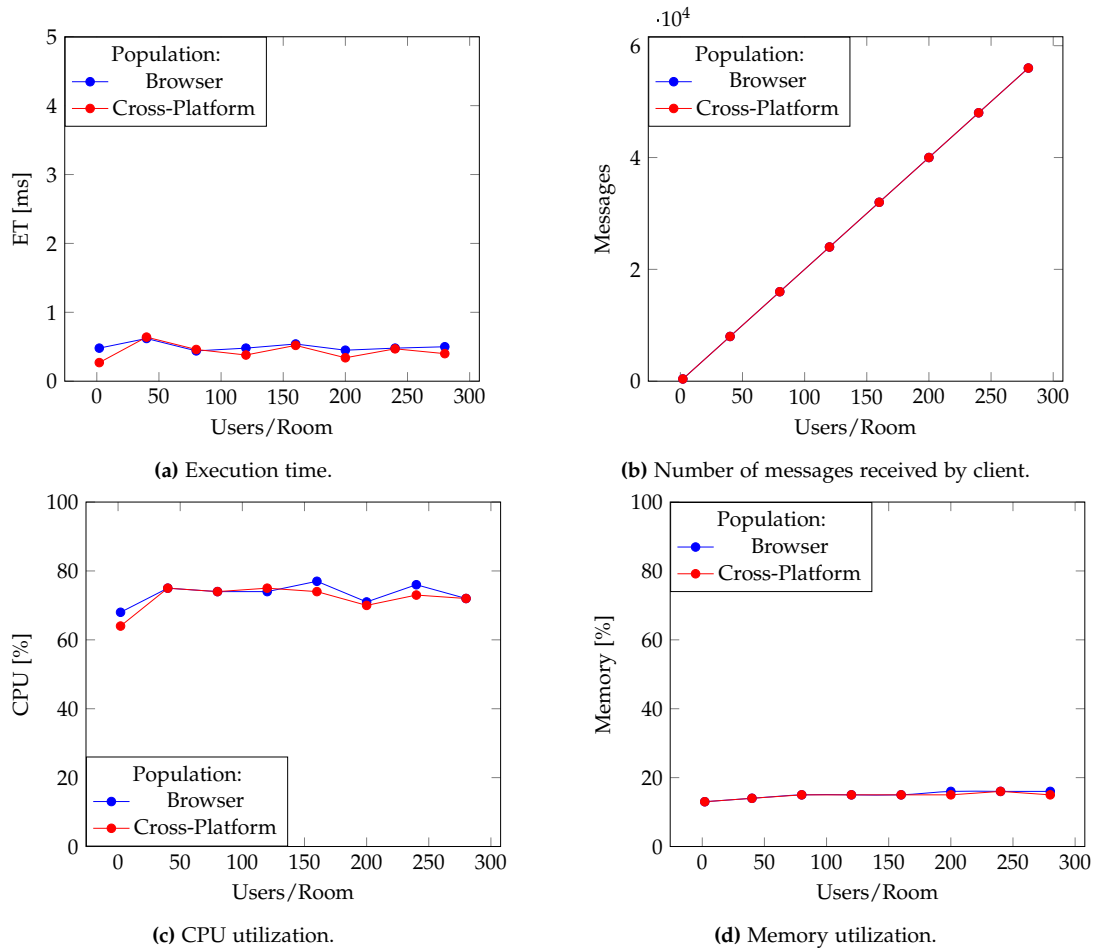 5
4
3
2
1
0
ET [ms]
Population:
Browser
Cross-Platform
0 50 100 150 200 250 300
Users/Room
(a) Execution time.
·10⁴
6
4
2
0
Messages
Population:
Browser
Cross-Platform
0 50 100 150 200 250 300
Users/Room
(b) Number of messages received by client.
100
80
60
40
20
0
CPU [%]
Population:
Browser
Cross-Platform
0 50 100 150 200 250 300
Users/Room
(c) CPU utilization.
100
80
60
40
20
0
Memory [%]
Population:
Browser
Cross-Platform
0 50 100 150 200 250 300
Users/Room
(d) Memory utilization.